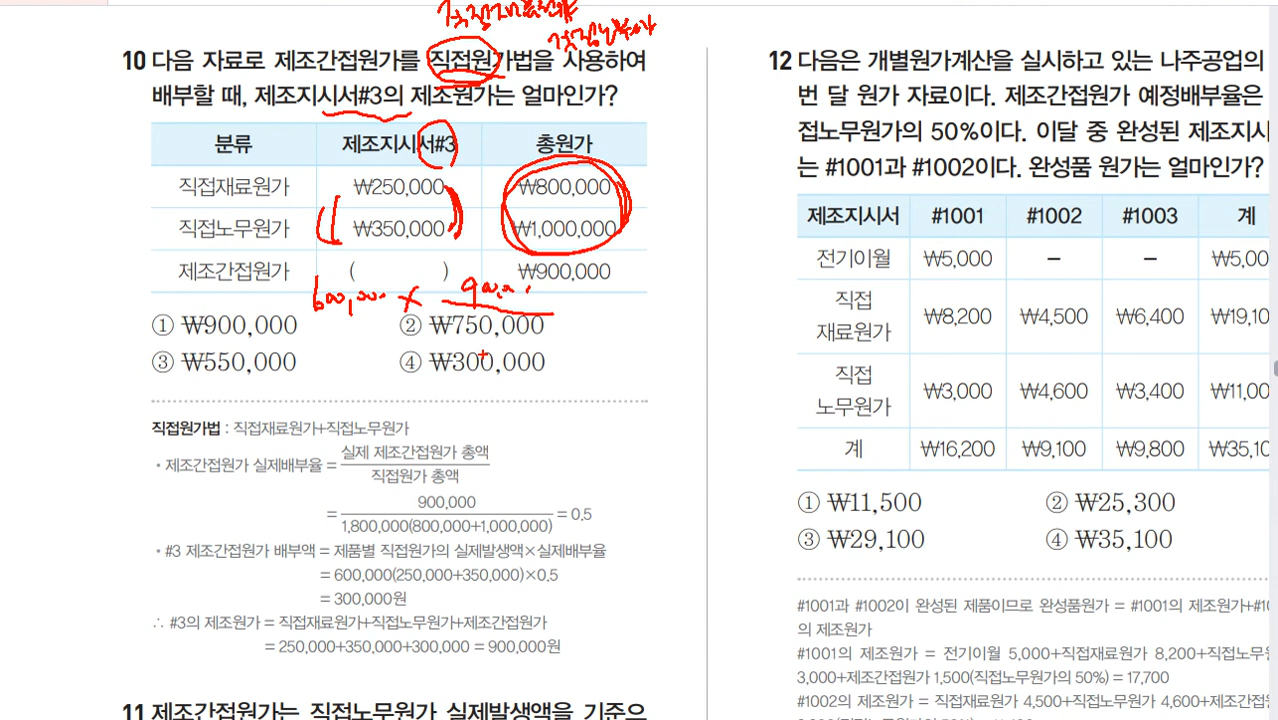 직접재료원가
직접노무원가
10 다음 자료로 제조간접원가를 직접원가법을 사용하여
배부할 때, 제조지시서#3의 제조원가는 얼마인가?
분류 제조지시서#3 총원가
직접재료원가 ₩250,000 ₩800,000
직접노무원가 ₩350,000 ₩1,000,000
제조간접원가 ( ) ₩900,000
600,000 ×
① ₩900,000 ② ₩750,000
③ ₩550,000 ④ ₩300,000
직접원가법 : 직접재료원가+직접노무원가
· 제조간접원가 실제배부율 = 실제 제조간접원가 총액
직접원가 총액
= 900,000
1,800,000(800,000+1,000,000) = 0.5
· #3 제조간접원가 배부액 = 제품별 직접원가의 실제발생액×실제배부율
= 600,000(250,000+350,000)×0.5
= 300,000원
∴ #3의 제조원가 = 직접재료원가+직접노무원가+제조간접원가
= 250,000+350,000+300,000 = 900,000원
11 제조간접원가는 직접노무원가 실제발생액을 기준으
12 다음은 개별원가계산을 실시하고 있는 나주공업의
번 달 원가 자료이다. 제조간접원가 예정배부율은
접노무원가의 50%이다. 이달 중 완성된 제조지시
는 #1001과 #1002이다. 완성품 원가는 얼마인가?
제조지시서 #1001 #1002 #1003 계
전기이월 ₩5,000 – – ₩5,00
직접
재료원가 ₩8,200 ₩4,500 ₩6,400 ₩19,10
직접
노무원가 ₩3,000 ₩4,600 ₩3,400 ₩11,00
계 ₩16,200 ₩9,100 ₩9,800 ₩35,10
① ₩11,500 ② ₩25,300
③ ₩29,100 ④ ₩35,100
#1001과 #1002이 완성된 제품이므로 완성품원가 = #1001의 제조원가+#1
의 제조원가
#1001의 제조원가 = 전기이월 5,000+직접재료원가 8,200+직접노무
3,000+제조간접원가 1,500(직접노무원가의 50%) = 17,700
#1002의 제조원가 = 직접재료원가 4,500+직접노무원가 4,600+제조간접